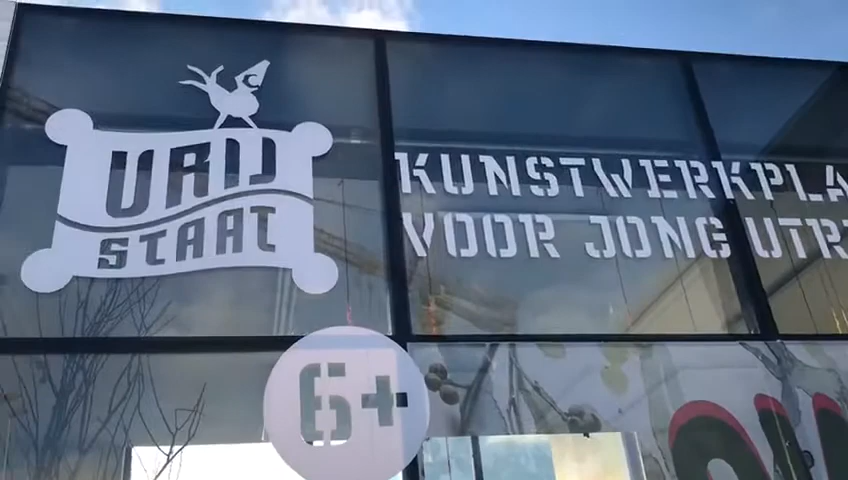 VRIJ
STAAT
KUNSTWERKPLA
VOOR JONG UTR
6+